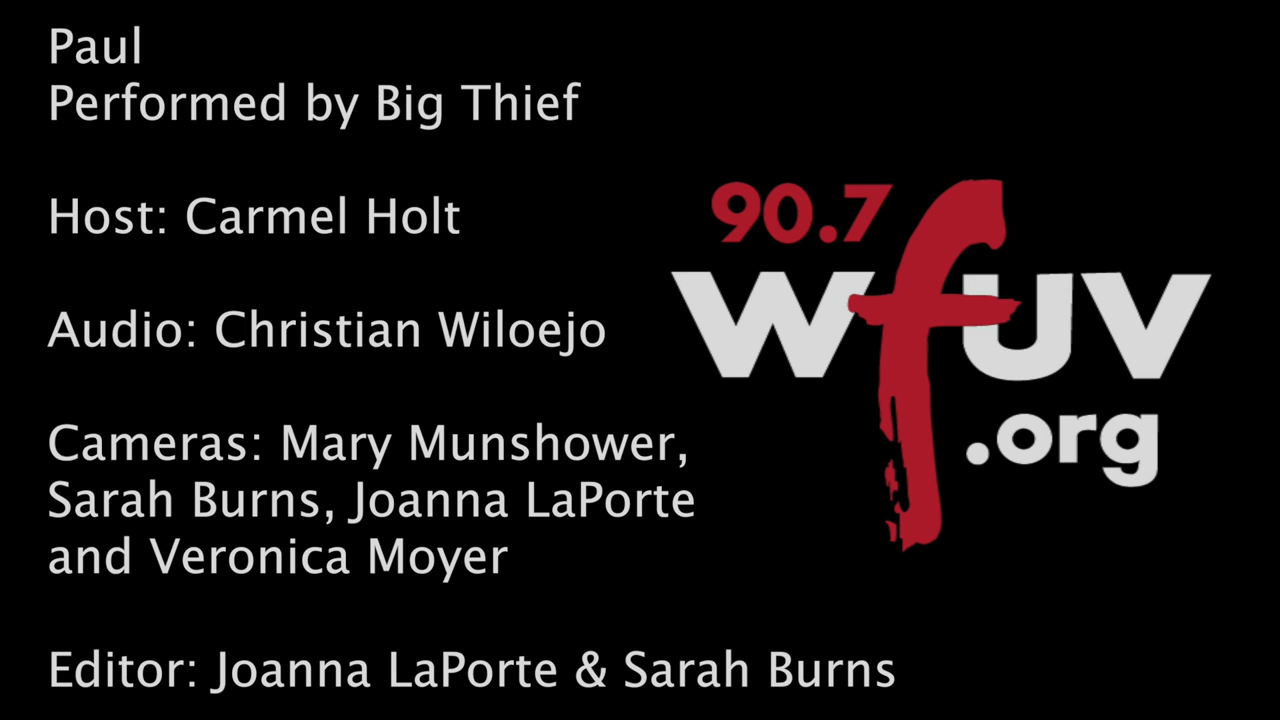 Paul
Performed by Big Thief
Host: Carmel Holt
Audio: Christian Wiloejo
Cameras: Mary Munshower,
Sarah Burns, Joanna LaPorte
and Veronica Moyer
Editor: Joanna LaPorte & Sarah Burns
90.7
wfuv
.org